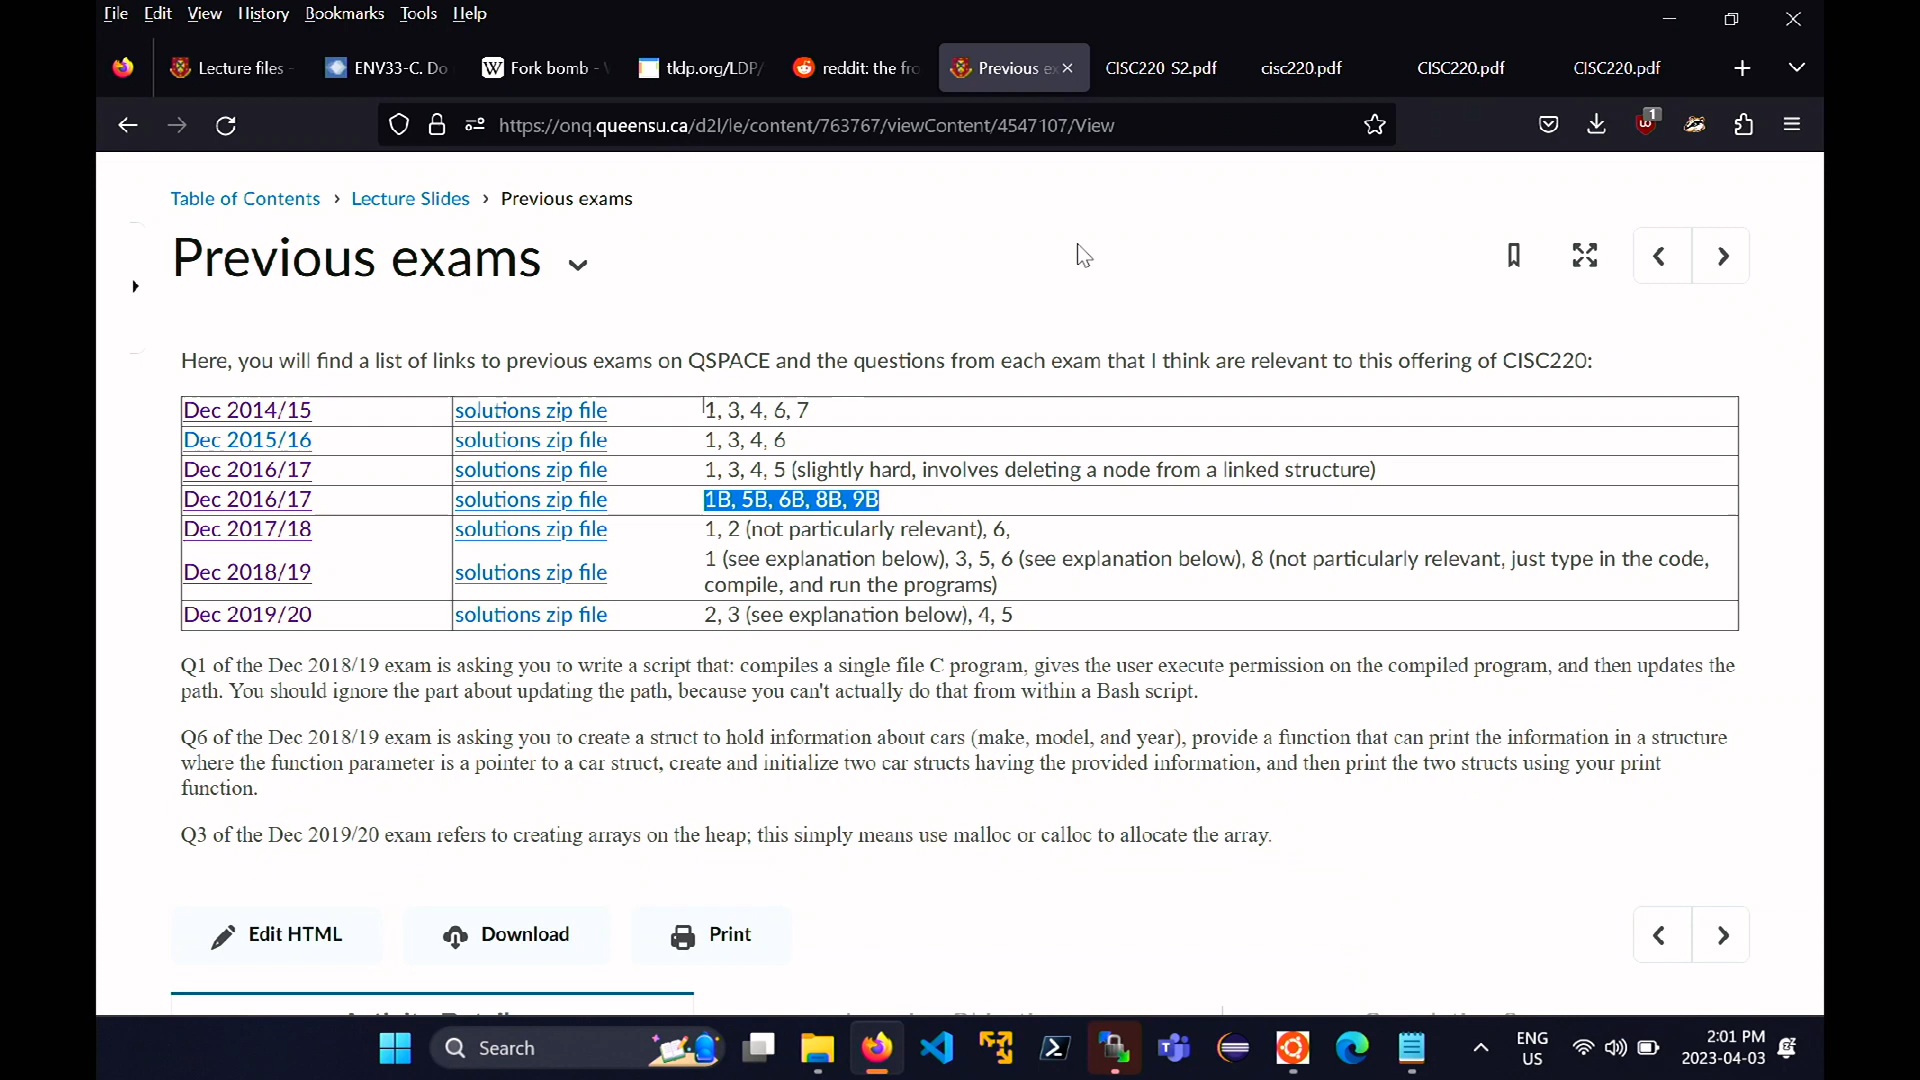 File Edit View History Bookmarks Tools Help
Lecture files ENV33-C. Do Fork bomb - tldp.org/LDP/ reddit: the fro Previous ex CISC220 S2.pdf cisc220.pdf CISC220.pdf CISC220.pdf
https://onq.queensu.ca/d2l/le/content/763767/viewContent/4547107/View
1
Table of Contents › Lecture Slides › Previous exams
Previous exams
Here, you will find a list of links to previous exams on QSPACE and the questions from each exam that I think are relevant to this offering of CISC220:
Dec 2014/15 solutions zip file 1, 3, 4, 6, 7
Dec 2015/16 solutions zip file 1, 3, 4, 6
Dec 2016/17 solutions zip file 1, 3, 4, 5 (slightly hard, involves deleting a node from a linked structure)
Dec 2016/17 solutions zip file 1B, 5B, 6B, 8B, 9B
Dec 2017/18 solutions zip file 1, 2 (not particularly relevant), 6,
Dec 2018/19 solutions zip file 1 (see explanation below), 3, 5, 6 (see explanation below), 8 (not particularly relevant, just type in the code,
compile, and run the programs)
Dec 2019/20 solutions zip file 2, 3 (see explanation below), 4, 5
Q1 of the Dec 2018/19 exam is asking you to write a script that: compiles a single file C program, gives the user execute permission on the compiled program, and then updates the
path. You should ignore the part about updating the path, because you can't actually do that from within a Bash script.
Q6 of the Dec 2018/19 exam is asking you to create a struct to hold information about cars (make, model, and year), provide a function that can print the information in a structure
where the function parameter is a pointer to a car struct, create and initialize two car structs having the provided information, and then print the two structs using your print
function.
Q3 of the Dec 2019/20 exam refers to creating arrays on the heap; this simply means use malloc or calloc to allocate the array.
Edit HTML Download Print
Search
ENG
US
2:01 PM
2023-04-03